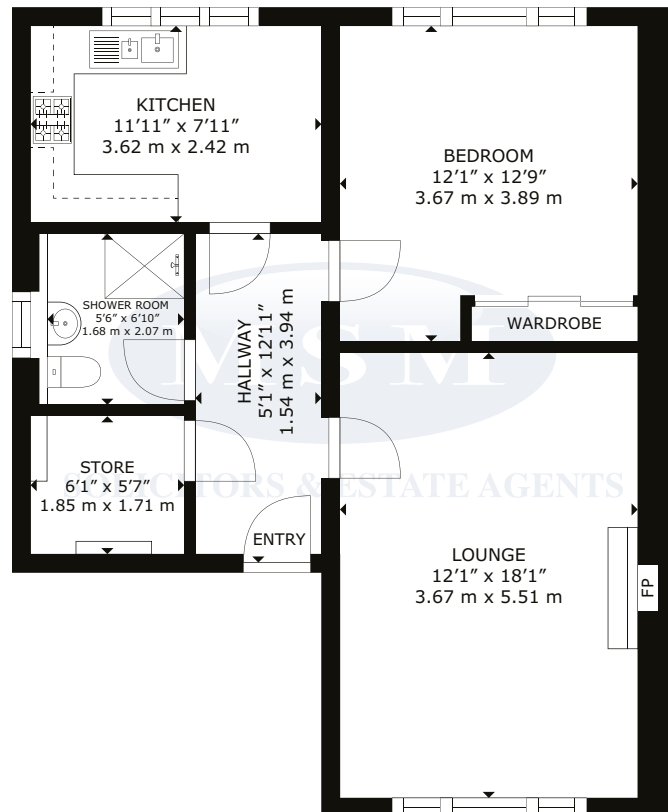 KITCHEN
11’11” x 7’11”
3.62 m x 2.42 m
BEDROOM
12’1” x 12’9”
3.67 m x 3.89 m
WARDROBE
SHOWER ROOM
5’6” x 6’10”
1.68 m x 2.07 m
HALLWAY
5’1” x 12’11”
1.54 m x 3.94 m
MSM
SOLICITORS & ESTATE AGENTS
STORE
6’1” x 5’7”
1.85 m x 1.71 m
ENTRY
LOUNGE
12’1” x 18’1”
3.67 m x 5.51 m
FP